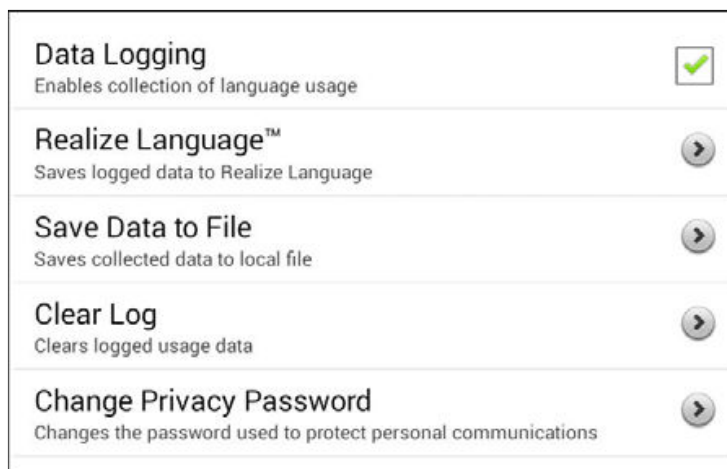 Data Logging
Enables collection of language usage
Realize Language™
Saves logged data to Realize Language
Save Data to File
Saves collected data to local file
Clear Log
Clears logged usage data
Change Privacy Password
Changes the password used to protect personal communications